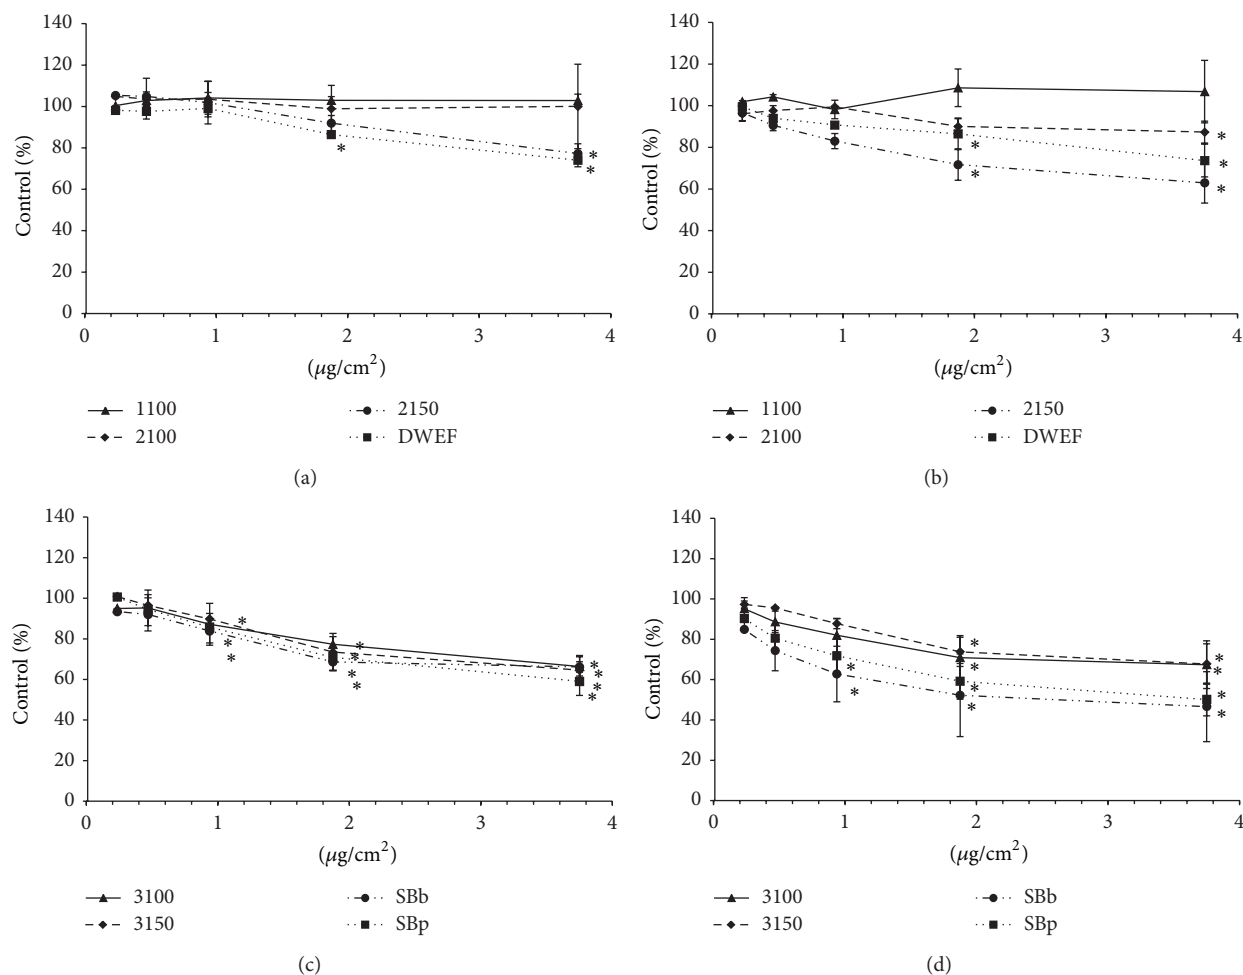 140
120
100
80
60
40
20
0
Control (%)
0 1 2 3 4
(μg/cm²)
1100 2150
2100 DWEF
(a)
140
120
100
80
60
40
20
0
Control (%)
0 1 2 3 4
(μg/cm²)
1100 2150
2100 DWEF
(b)
140
120
100
80
60
40
20
0
Control (%)
0 1 2 3 4
(μg/cm²)
3100 SBb
3150 SBp
(c)
140
120
100
80
60
40
20
0
Control (%)
0 1 2 3 4
(μg/cm²)
3100 SBb
3150 SBp
(d)